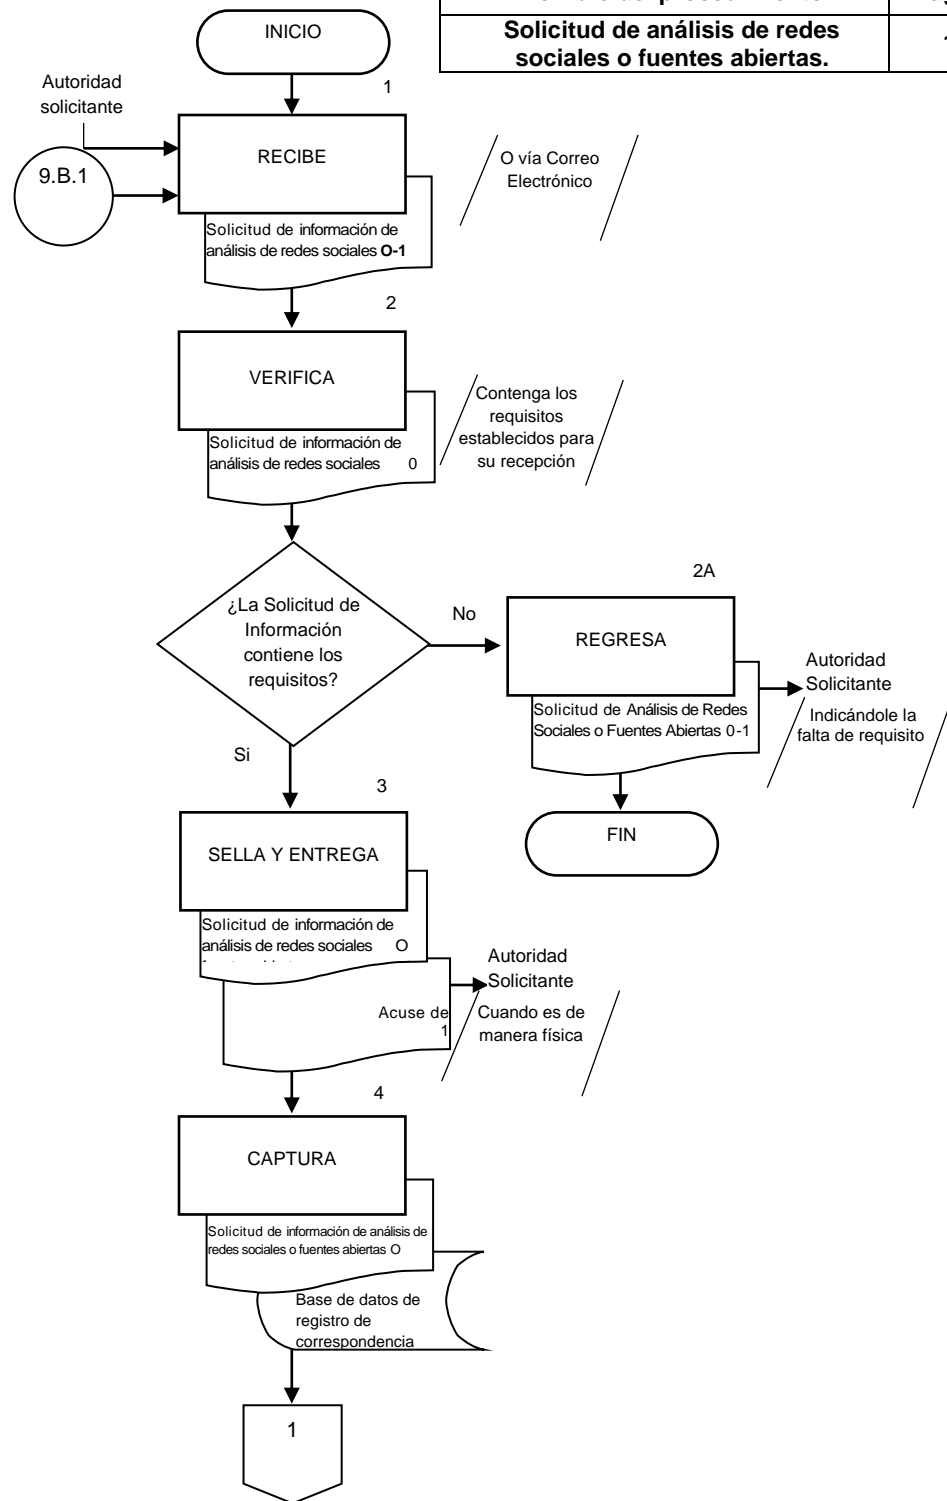 Solicitud de análisis de redes
sociales o fuentes abiertas.
INICIO
1
Autoridad
solicitante
9.B.1
RECIBE
O vía Correo
Electrónico
Solicitud de información de
análisis de redes sociales O-1
2
VERIFICA
Contenga los
requisitos
establecidos para
su recepción
Solicitud de información de
análisis de redes sociales 0
¿La Solicitud de
Información
contiene los
requisitos?
No
2A
REGRESA
Autoridad
Solicitante
Solicitud de Análisis de Redes
Sociales o Fuentes Abiertas 0-1
Indicándole la
falta de requisito
FIN
Si
3
SELLA Y ENTREGA
Solicitud de información de
análisis de redes sociales O
Autoridad
Solicitante
Acuse de
1
Cuando es de
manera física
4
CAPTURA
Solicitud de información de análisis de
redes sociales o fuentes abiertas O
Base de datos de
registro de
correspondencia
1